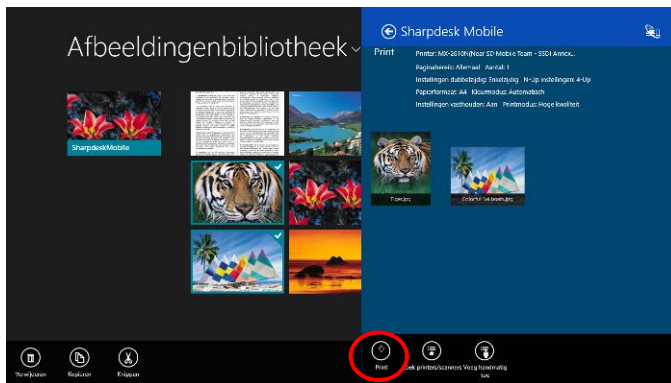 Afbeeldingenbibliotheek
SharpdeskMobile
Verwijderen
Kopiëren
Knippen
Sharpdesk Mobile
Print
Printer: MX-2610N(Near SD Mobile Team - SSDI Annex...
Paginabereik: Allemaal Aantal: 1
Instellingen dubbelzijdig: Enkelzijdig N-Up instellingen: 4-Up
Papierformaat: A4 Kleurmodus: Automatisch
Instellingen vasthouden: Aan Printmodus: Hoge kwaliteit
Tiger.jpg
Colorful Sailboats.jpg
Print
Zoek printers/scanners
Voeg handmatig
toe